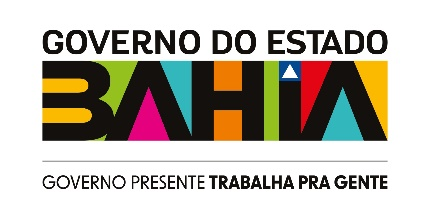 GOVERNO DO ESTADO
BAHIA
GOVERNO PRESENTE TRABALHA PRA GENTE